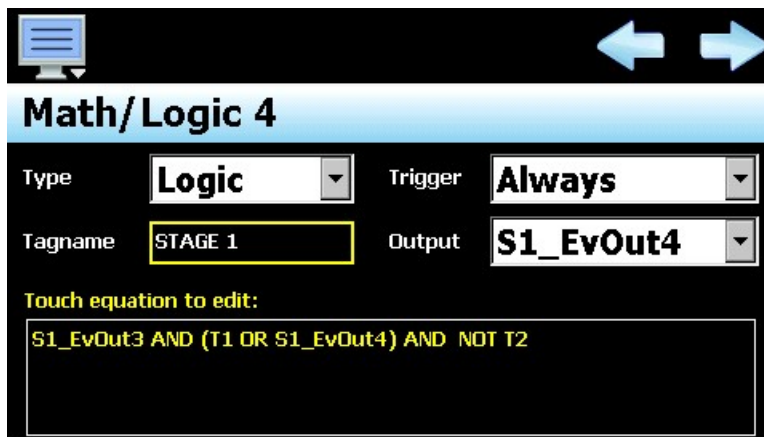 Math/Logic 4
Type Logic Trigger Always
Tagname STAGE 1 Output S1_EvOut4
Touch equation to edit:
S1_EvOut3 AND (T1 OR S1_EvOut4) AND  NOT T2